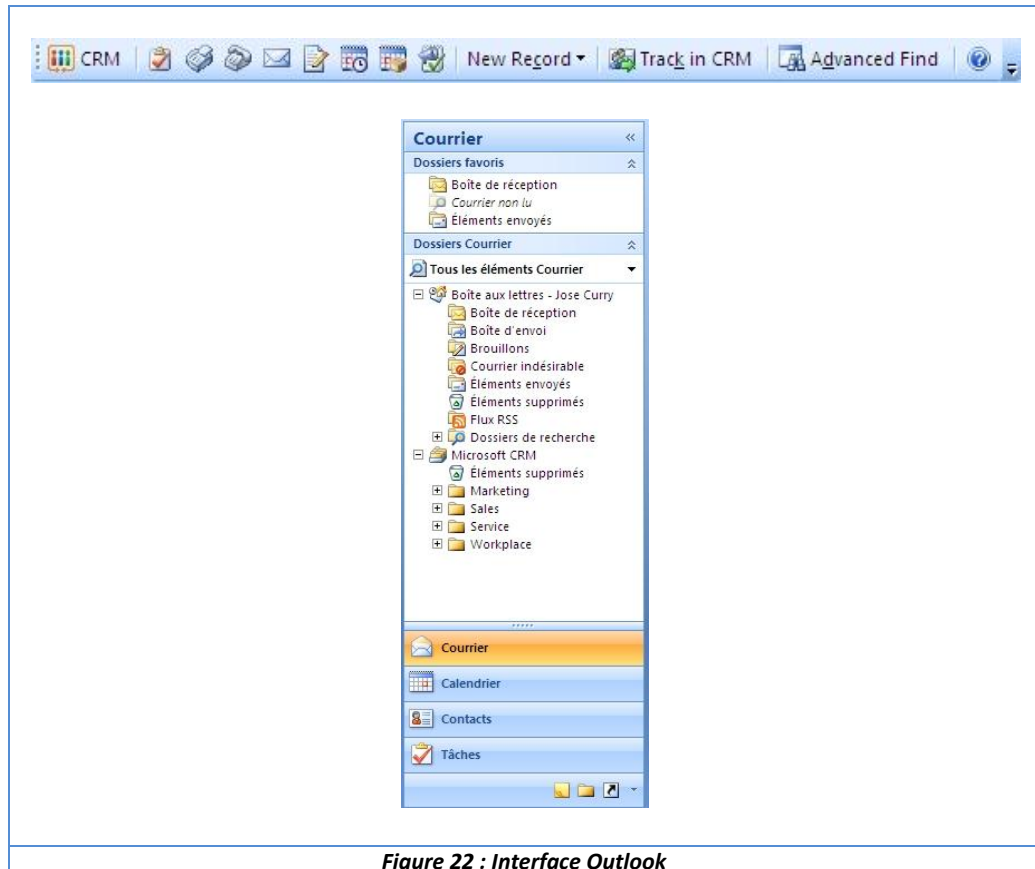 CRM New Record Track in CRM Advanced Find
Courrier
Dossiers favoris
Boîte de réception
Courrier non lu
Éléments envoyés
Dossiers Courrier
Tous les éléments Courrier
Boîte aux lettres - Jose Curry
Boîte de réception
Boîte d'envoi
Brouillons
Courrier indésirable
Éléments envoyés
Éléments supprimés
Flux RSS
Dossiers de recherche
Microsoft CRM
Éléments supprimés
Marketing
Sales
Service
Workplace
Courrier
Calendrier
Contacts
Tâches
Figure 22 : Interface Outlook